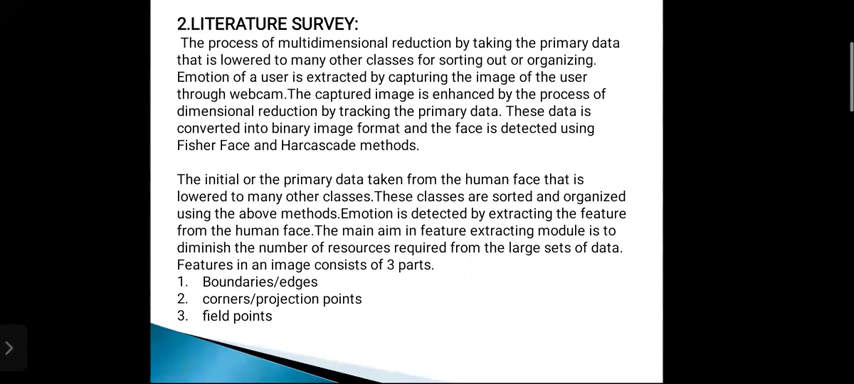 2.LITERATURE SURVEY:
The process of multidimensional reduction by taking the primary data
that is lowered to many other classes for sorting out or organizing.
Emotion of a user is extracted by capturing the image of the user
through webcam.The captured image is enhanced by the process of
dimensional reduction by tracking the primary data. These data is
converted into binary image format and the face is detected using
Fisher Face and Harcascade methods.
The initial or the primary data taken from the human face that is
lowered to many other classes.These classes are sorted and organized
using the above methods.Emotion is detected by extracting the feature
from the human face.The main aim in feature extracting module is to
diminish the number of resources required from the large sets of data.
Features in an image consists of 3 parts.
1. Boundaries/edges
2. corners/projection points
3. field points